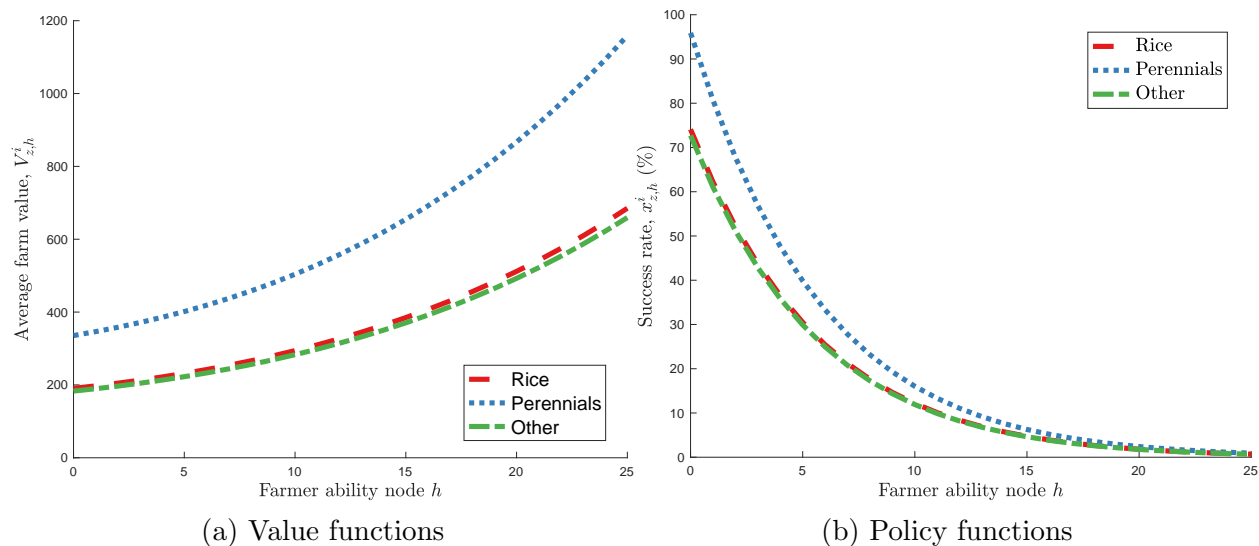 1200
1000
800
600
400
200
0
Average farm value, $V^i_{z,h}$
0 5 10 15 20 25
Farmer ability node $h$
Rice
Perennials
Other
(a) Value functions
100
90
80
70
60
50
40
30
20
10
0
Success rate, $x^i_{z,h}$ (%)
0 5 10 15 20 25
Farmer ability node $h$
Rice
Perennials
Other
(b) Policy functions